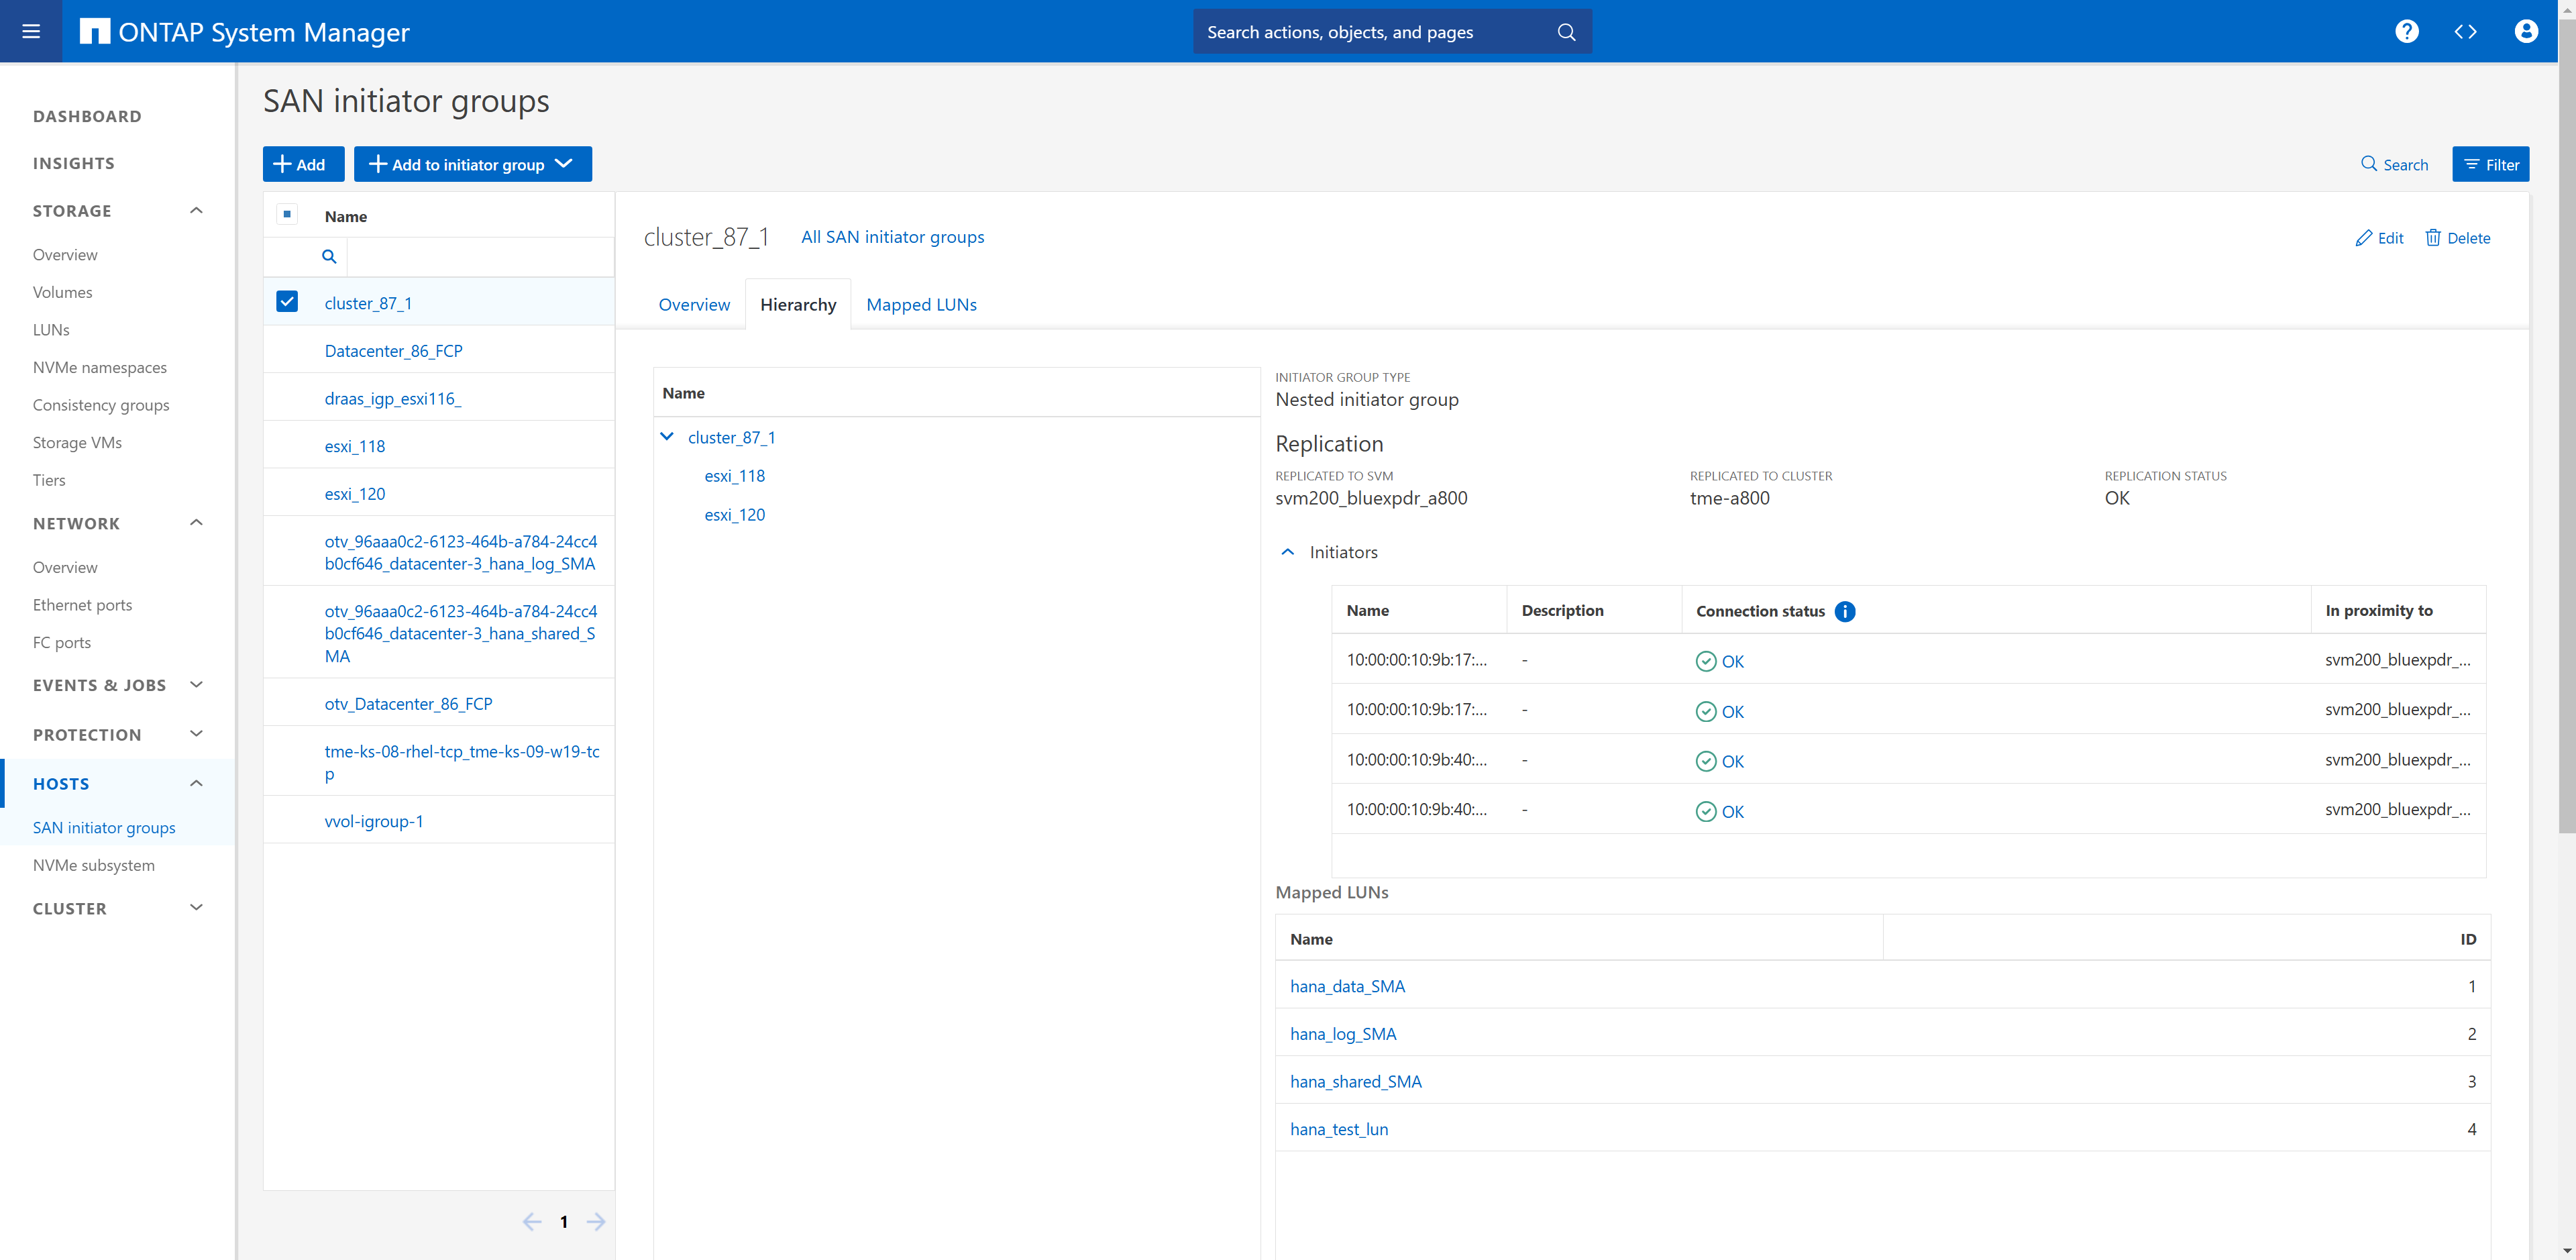 ONTAP System Manager
Search actions, objects, and pages
DASHBOARD
INSIGHTS
STORAGE
Overview
Volumes
LUNs
NVMe namespaces
Consistency groups
Storage VMs
Tiers
NETWORK
Overview
Ethernet ports
FC ports
EVENTS & JOBS
PROTECTION
HOSTS
SAN initiator groups
NVMe subsystem
CLUSTER
SAN initiator groups
Add
Add to initiator group
Search
Filter
Name
cluster_87_1
Datacenter_86_FCP
draas_igp_esxi116_
esxi_118
esxi_120
otv_96aaa0c2-6123-464b-a784-24cc4
b0cf646_datacenter-3_hana_log_SMA
otv_96aaa0c2-6123-464b-a784-24cc4
b0cf646_datacenter-3_hana_shared_S
MA
otv_Datacenter_86_FCP
tme-ks-08-rhel-tcp_tme-ks-09-w19-tc
p
vvol-igroup-1
1
cluster_87_1 All SAN initiator groups
Edit
Delete
Overview Hierarchy Mapped LUNs
Name
cluster_87_1
esxi_118
esxi_120
INITIATOR GROUP TYPE
Nested initiator group
Replication
REPLICATED TO SVM REPLICATED TO CLUSTER REPLICATION STATUS
svm200_bluexpdr_a800 tme-a800 OK
Initiators
Name Description Connection status In proximity to
10:00:00:10:9b:17:... - OK svm200_bluexpdr_...
10:00:00:10:9b:17:... - OK svm200_bluexpdr_...
10:00:00:10:9b:40:... - OK svm200_bluexpdr_...
10:00:00:10:9b:40:... - OK svm200_bluexpdr_...
Mapped LUNs
Name ID
hana_data_SMA 1
hana_log_SMA 2
hana_shared_SMA 3
hana_test_lun 4